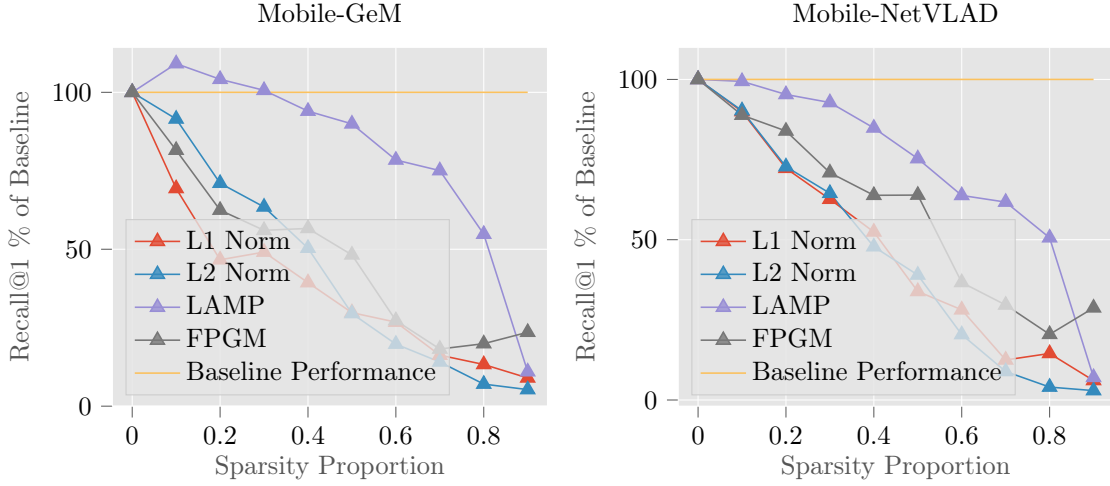 Mobile-GeM
Recall@1 % of Baseline
100
50
0
L1 Norm
L2 Norm
LAMP
FPGM
Baseline Performance
0 0.2 0.4 0.6 0.8
Sparsity Proportion
Mobile-NetVLAD
Recall@1 % of Baseline
100
50
0
L1 Norm
L2 Norm
LAMP
FPGM
Baseline Performance
0 0.2 0.4 0.6 0.8
Sparsity Proportion